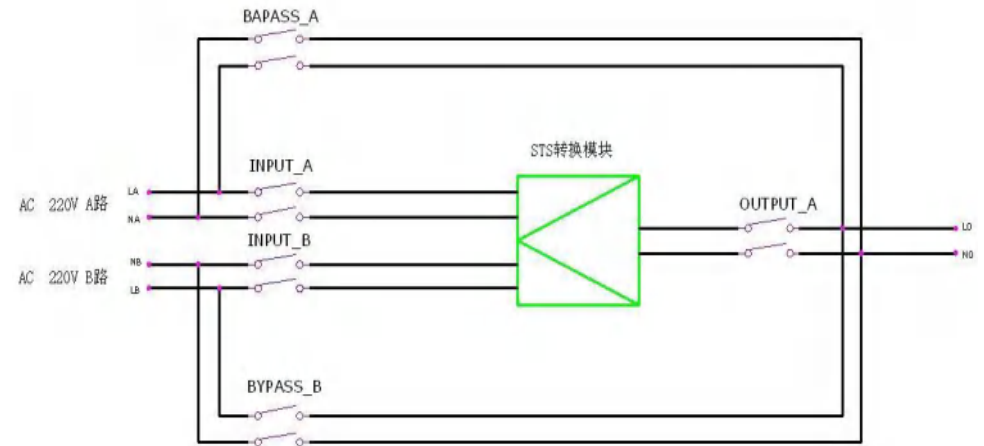 BAPASS_A
STS转换模块
INPUT_A
LA
AC 220V A路
NA
OUTPUT_A
LO
INPUT_B
NO
NB
AC 220V B路
LB
BYPASS_B